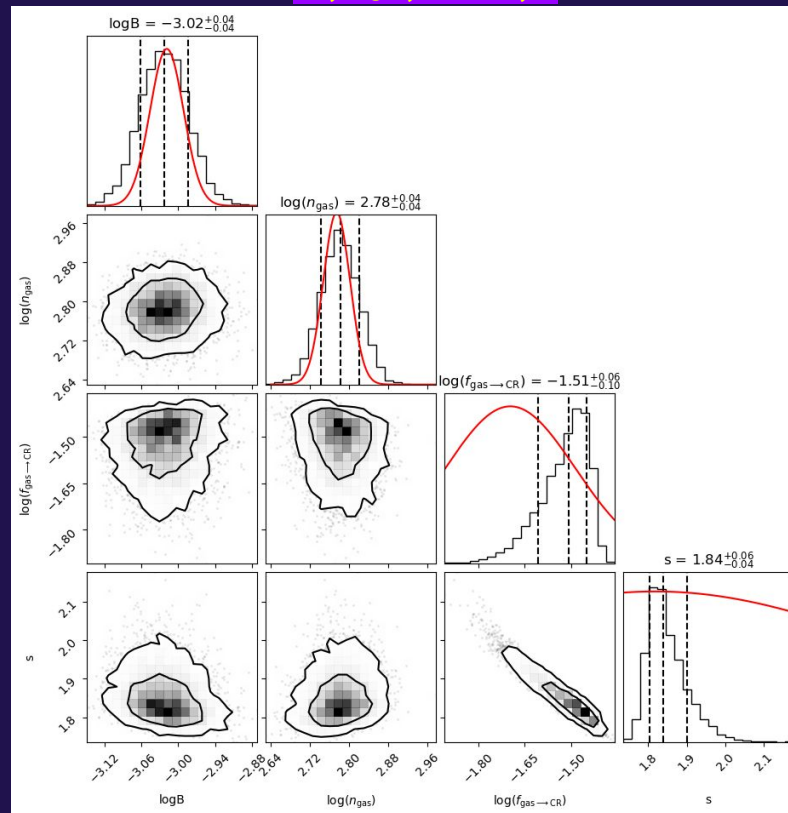 logB = −3.02+0.04 −0.04
log(n_gas) = 2.78+0.04 −0.04
2.96
2.88
2.80
2.72
2.64
log(n_gas)
log(f_gas→CR) = −1.51+0.06 −0.10
−1.50
−1.65
−1.80
log(f_gas→CR)
s = 1.84+0.06 −0.04
2.1
2.0
1.9
1.8
s
−3.12 −3.06 −3.00 −2.94 −2.88
2.64 2.72 2.80 2.88 2.96
−1.80 −1.65 −1.50
1.8 1.9 2.0 2.1
logB
log(n_gas)
log(f_gas→CR)
s